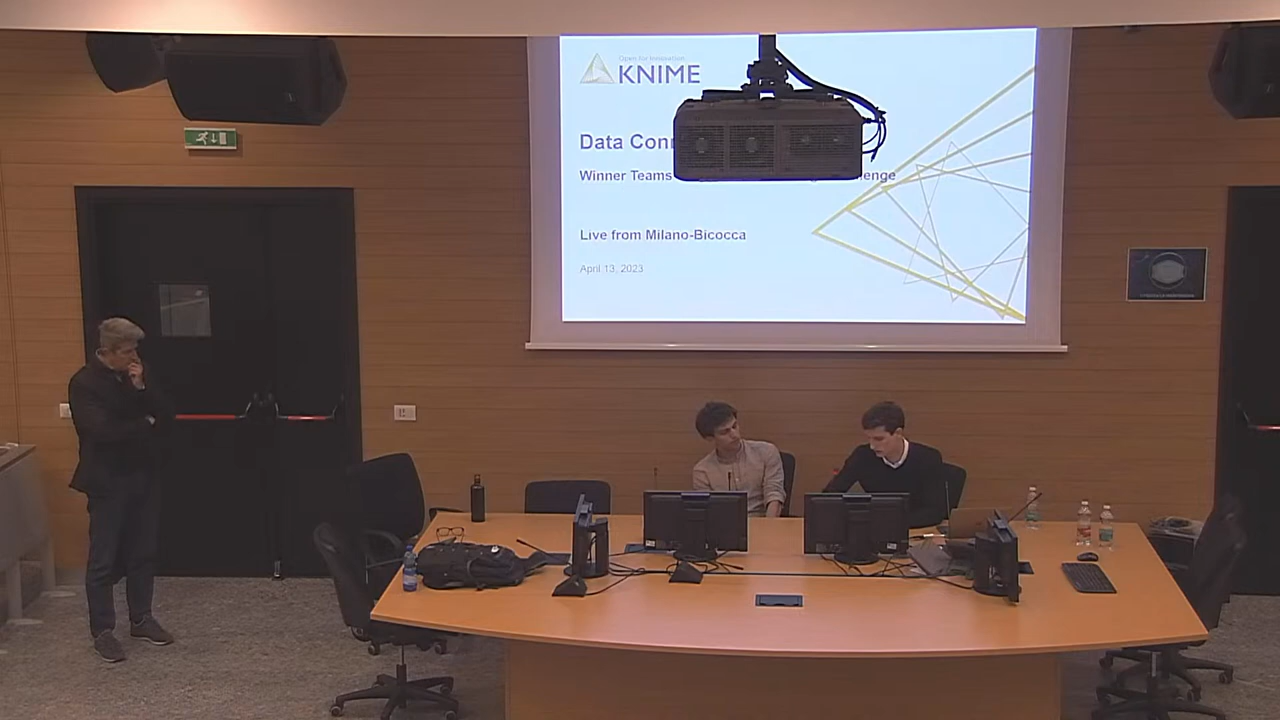 Open for Innovation
KNIME
Data Con
Winner Teams
enge
Live from Milano-Bicocca
April 13, 2023